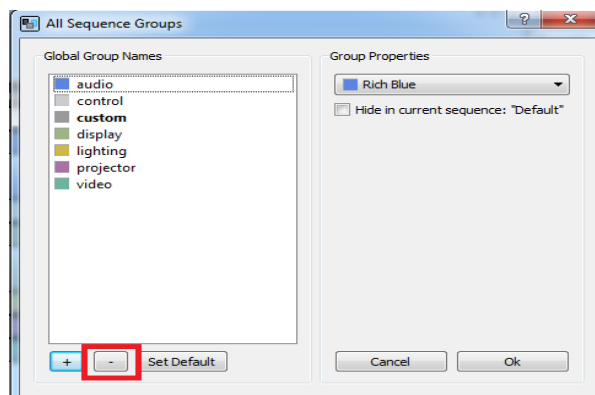 All Sequence Groups
?
X
Global Group Names
audio
control
custom
display
lighting
projector
video
+ - Set Default
Group Properties
Rich Blue
Hide in current sequence: "Default"
Cancel Ok